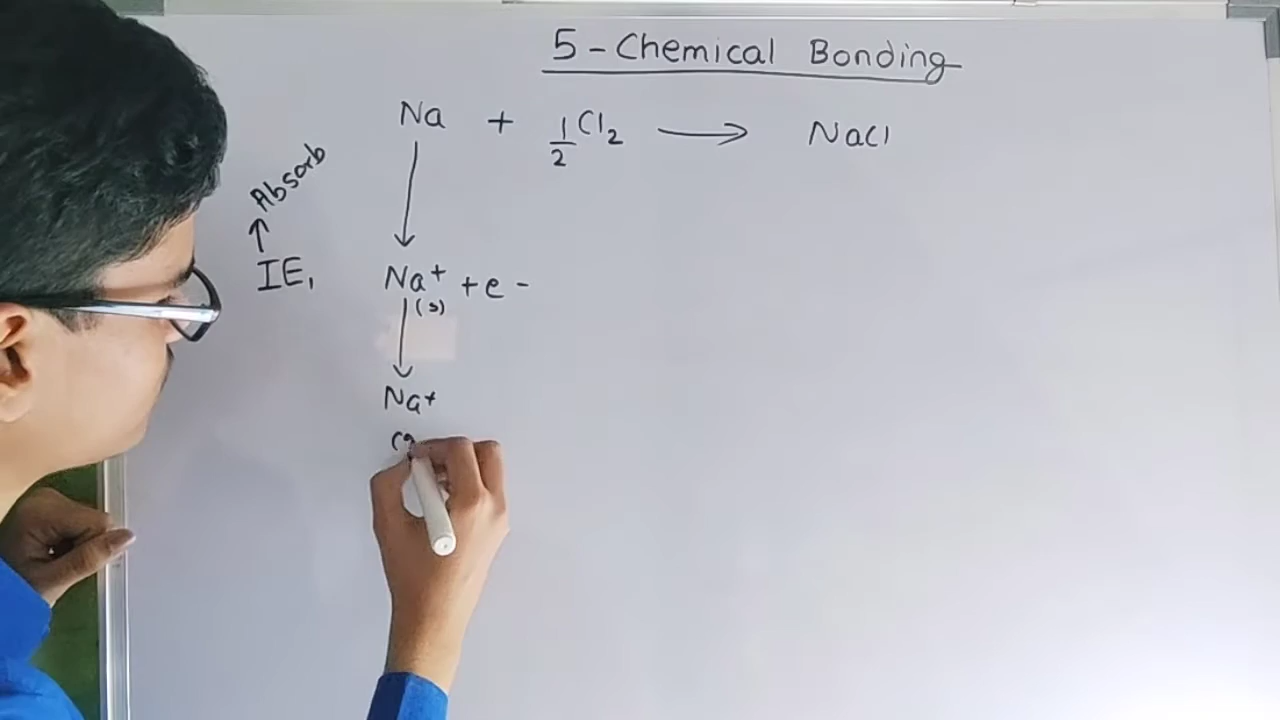 5 - Chemical Bonding
Na + 1/2 Cl₂ → NaCl
Absorb
↑
IE₁
↓
Na⁺ + e -
(s)
↓
Na⁺
(g